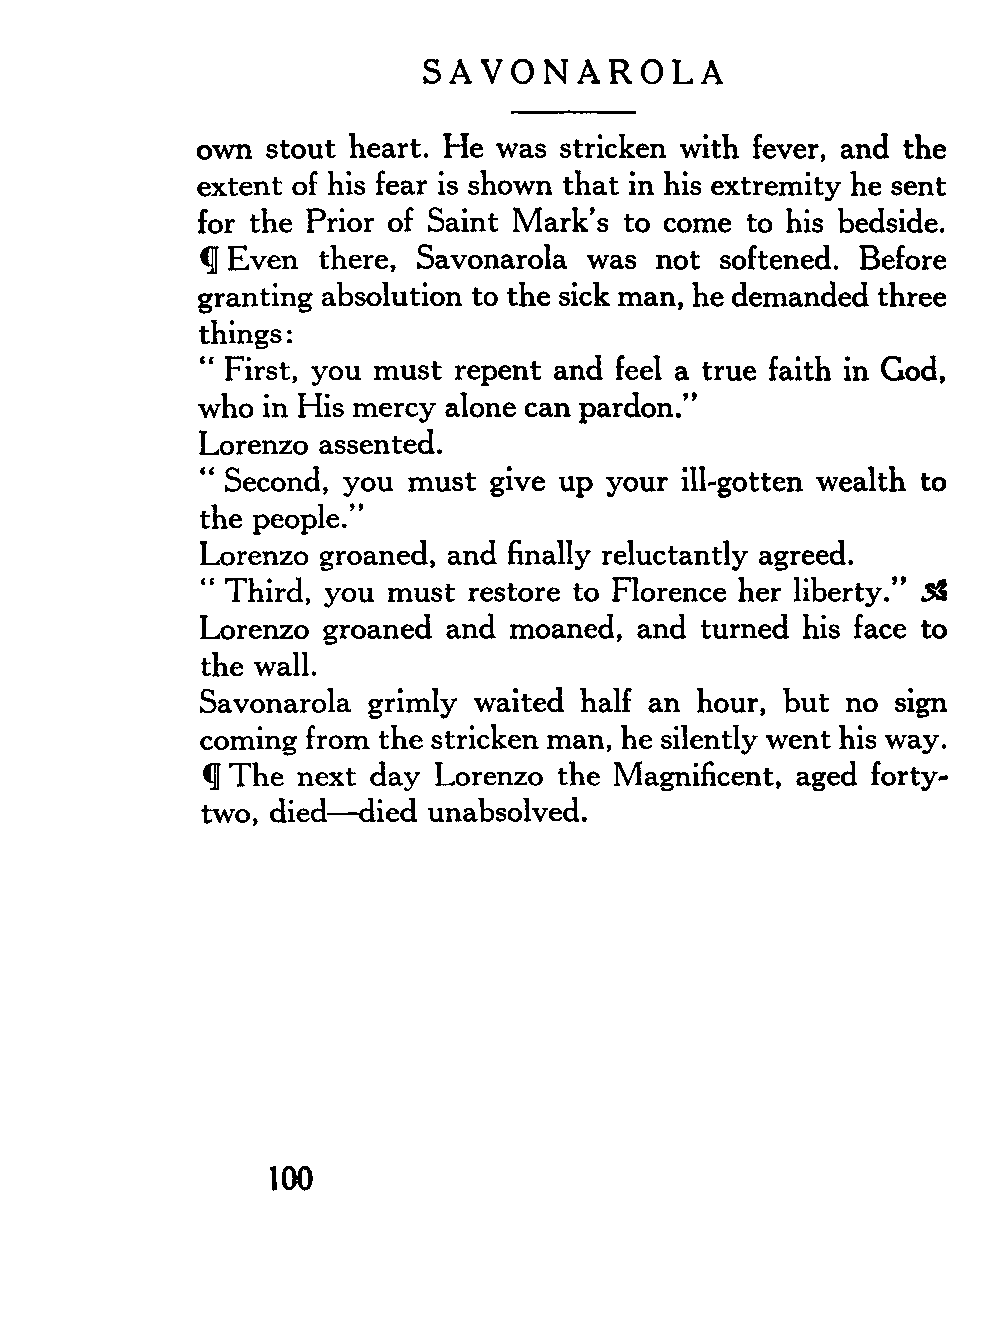 SAVONAROLA
own stout heart. He was stricken with fever, and the
extent of his fear is shown that in his extremity he sent
for the Prior of Saint Mark's to come to his bedside.
¶ Even there, Savonarola was not softened. Before
granting absolution to the sick man, he demanded three
things:
“ First, you must repent and feel a true faith in God,
who in His mercy alone can pardon.”
Lorenzo assented.
“ Second, you must give up your ill-gotten wealth to
the people.”
Lorenzo groaned, and finally reluctantly agreed.
“ Third, you must restore to Florence her liberty.”
Lorenzo groaned and moaned, and turned his face to
the wall.
Savonarola grimly waited half an hour, but no sign
coming from the stricken man, he silently went his way.
¶ The next day Lorenzo the Magnificent, aged forty-
two, died—died unabsolved.
100